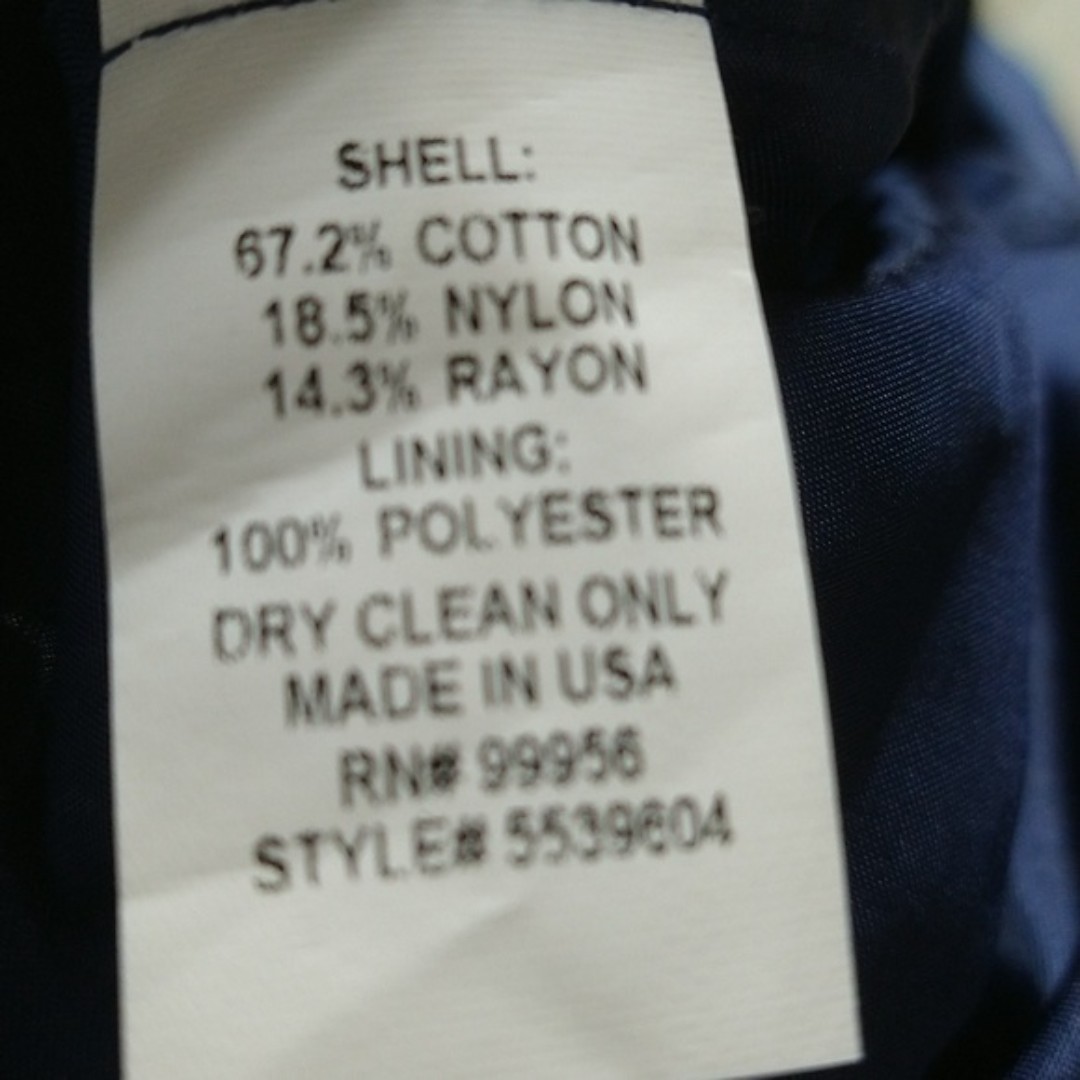 SHELL:
67.2% COTTON
18.5% NYLON
14.3% RAYON
LINING:
100% POLYESTER
DRY CLEAN ONLY
MADE IN USA
RN# 99956
STYLE# 5539604